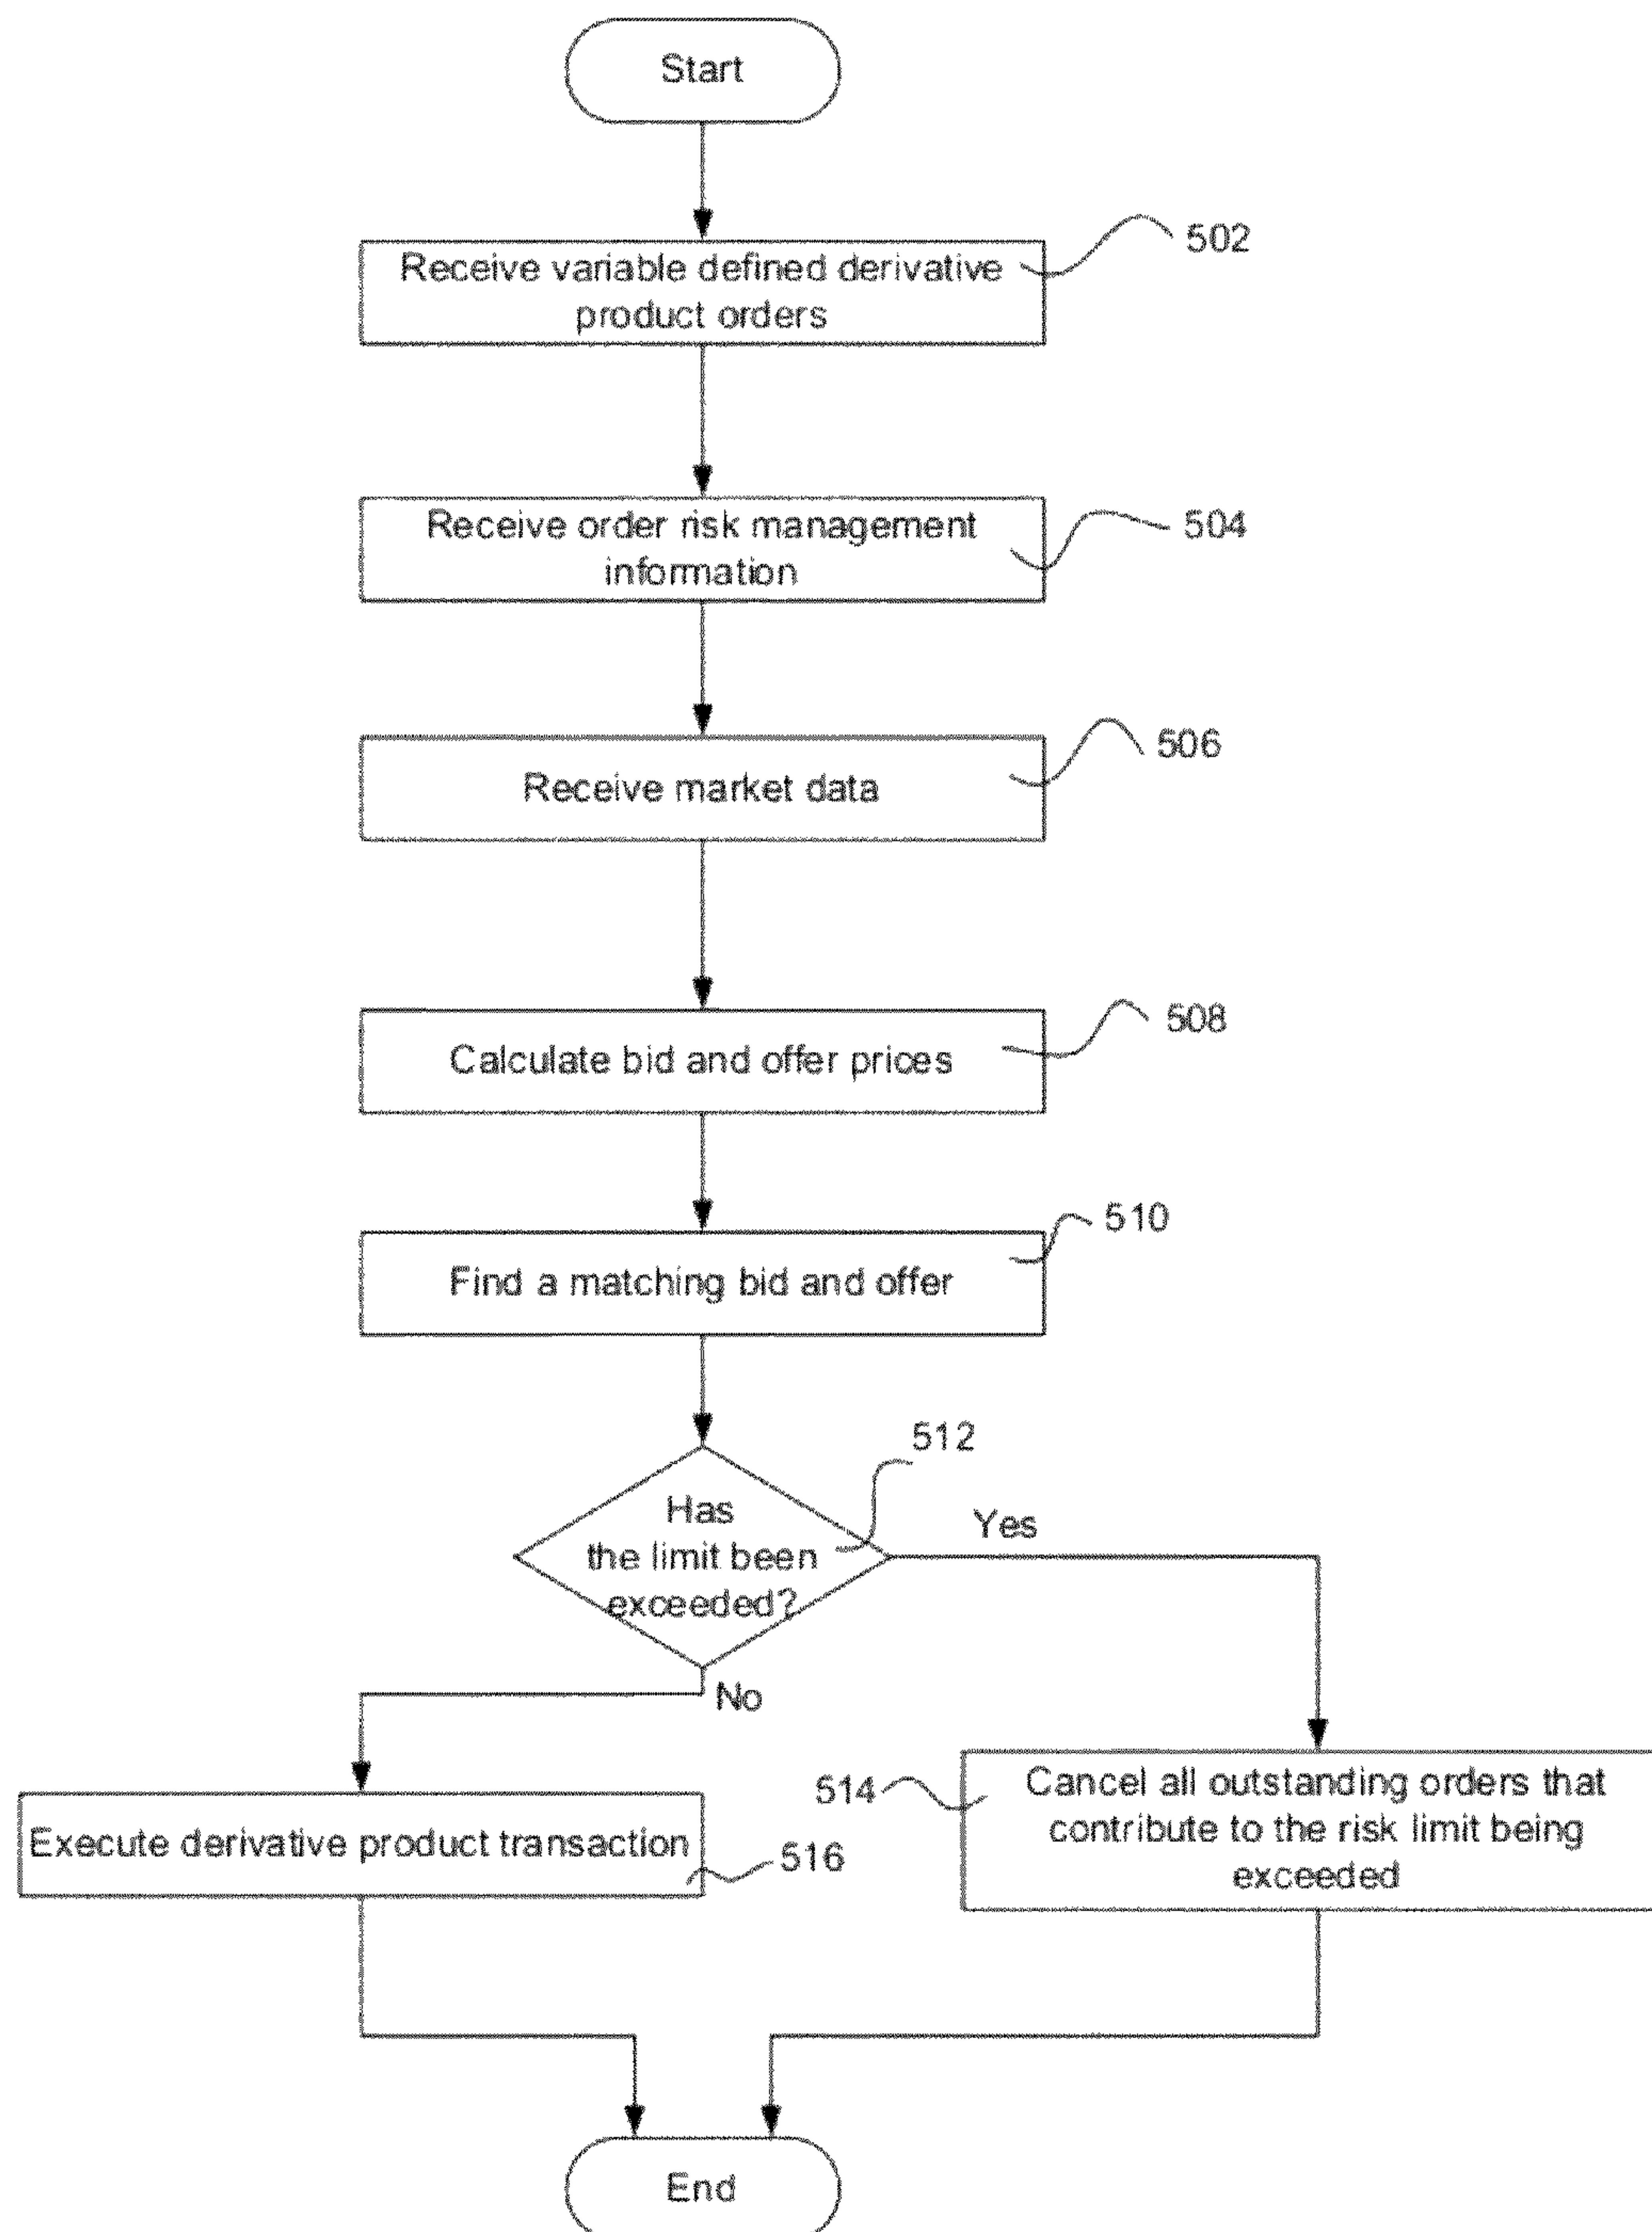 Start
502
Receive variable defined derivative
product orders
504
Receive order risk management
information
506
Receive market data
508
Calculate bid and offer prices
510
Find a matching bid and offer
512
Has
the limit been
exceeded?
Yes
No
514
Cancel all outstanding orders that
contribute to the risk limit being
exceeded
Execute derivative product transaction
516
End